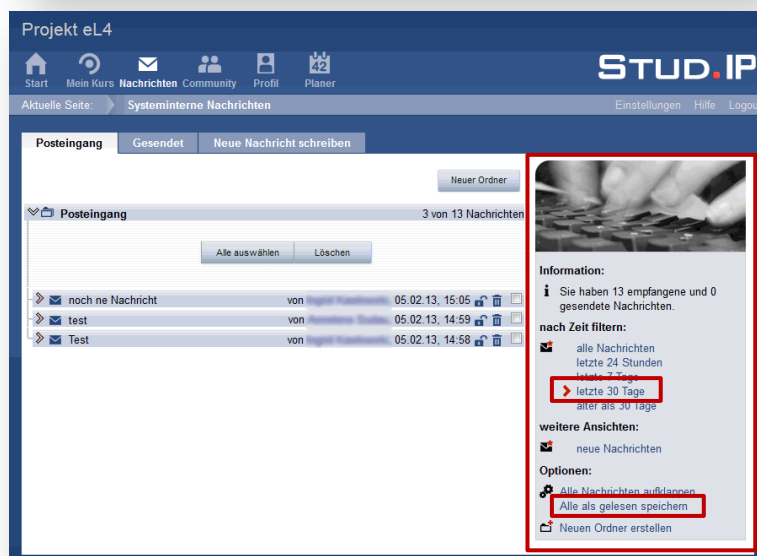 Projekt eL4
Start Mein Kurs Nachrichten Community Profil Planer
42
STUD.IP
Aktuelle Seite: Systeminterne Nachrichten Einstellungen Hilfe Logou
Posteingang Gesendet Neue Nachricht schreiben
Neuer Ordner
Posteingang 3 von 13 Nachrichten
Alle auswählen Löschen
noch ne Nachricht von 05.02.13, 15:05
test von 05.02.13, 14:59
Test von 05.02.13, 14:58
Information:
Sie haben 13 empfangene und 0
gesendete Nachrichten.
nach Zeit filtern:
alle Nachrichten
letzte 24 Stunden
letzte 7 Tage
letzte 30 Tage
älter als 30 Tage
weitere Ansichten:
neue Nachrichten
Optionen:
Alle Nachrichten aufklappen
Alle als gelesen speichern
Neuen Ordner erstellen